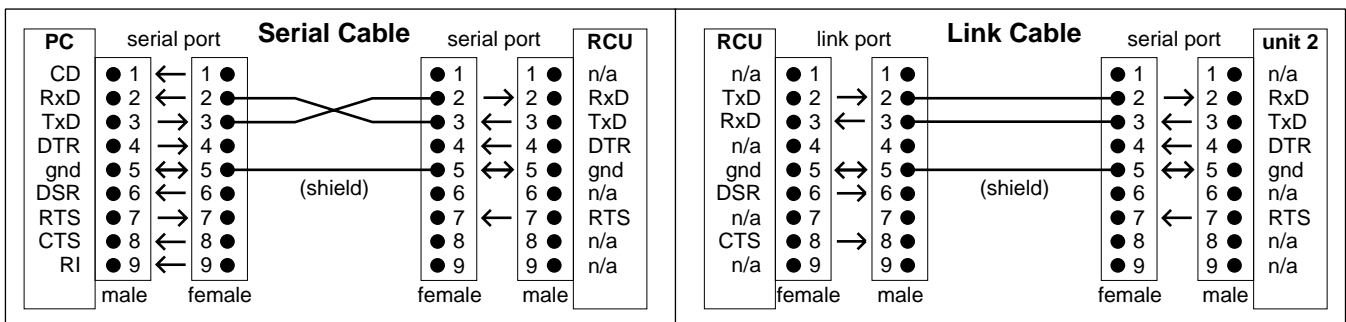 Serial Cable
PC serial port serial port RCU
CD 1 1 1 1 n/a
RxD 2 2 2 2 RxD
TxD 3 3 3 3 TxD
DTR 4 4 4 4 DTR
gnd 5 5 5 5 gnd
(shield)
DSR 6 6 6 6 n/a
RTS 7 7 7 7 RTS
CTS 8 8 8 8 n/a
RI 9 9 9 9 n/a
male female female male
Link Cable
RCU link port serial port unit 2
n/a 1 1 1 1 n/a
TxD 2 2 2 2 RxD
RxD 3 3 3 3 TxD
n/a 4 4 4 4 DTR
gnd 5 5 5 5 gnd
(shield)
DSR 6 6 6 6 n/a
n/a 7 7 7 7 RTS
CTS 8 8 8 8 n/a
n/a 9 9 9 9 n/a
female male female male